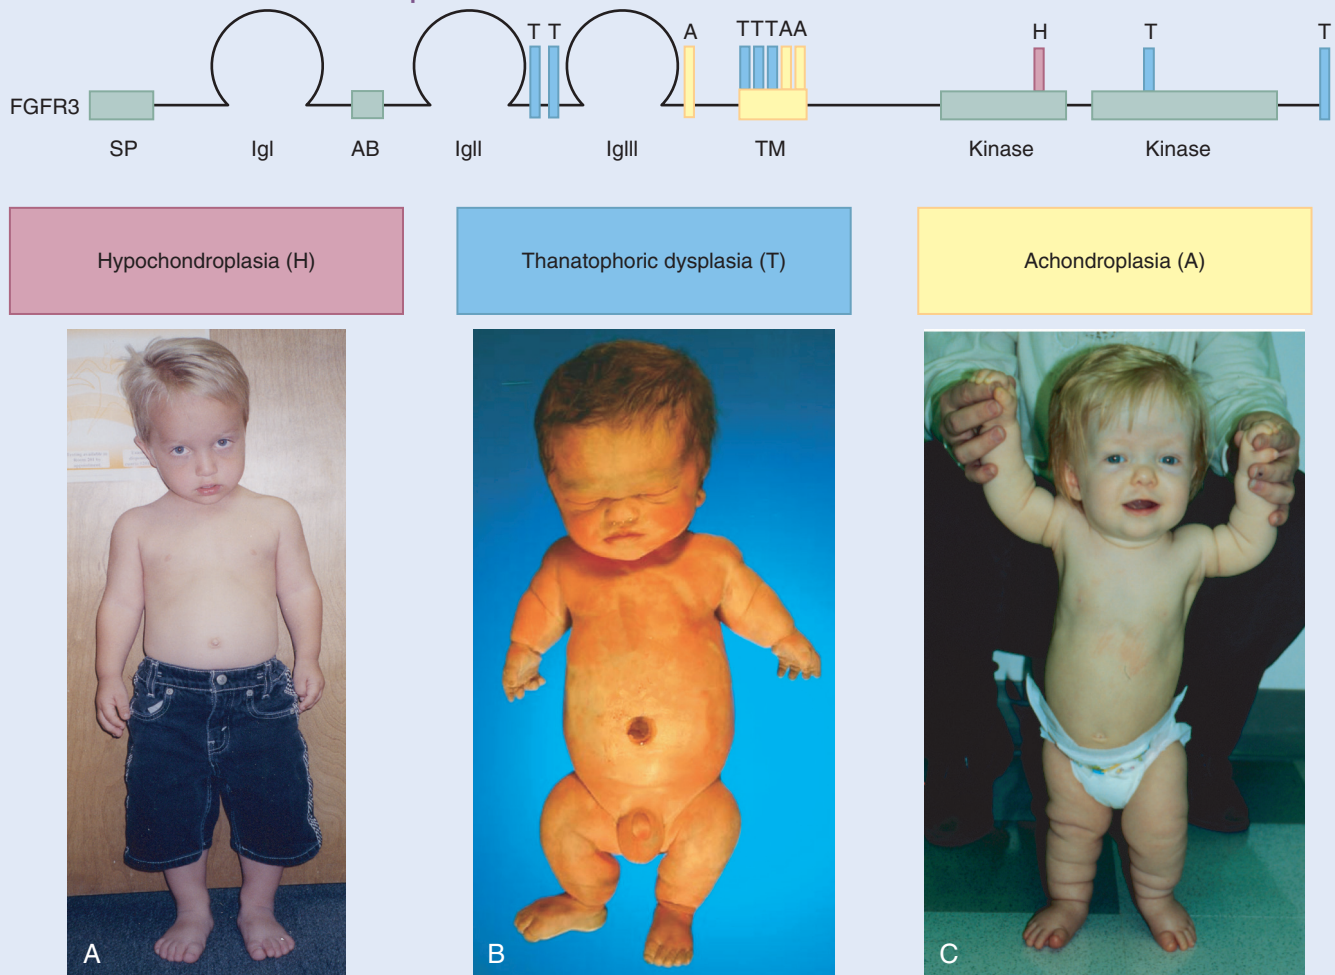 T T A TTTAA H T T
FGFR3
SP IgI AB IgII IgIII TM Kinase Kinase
Hypochondroplasia (H) Thanatophoric dysplasia (T) Achondroplasia (A)
A B C